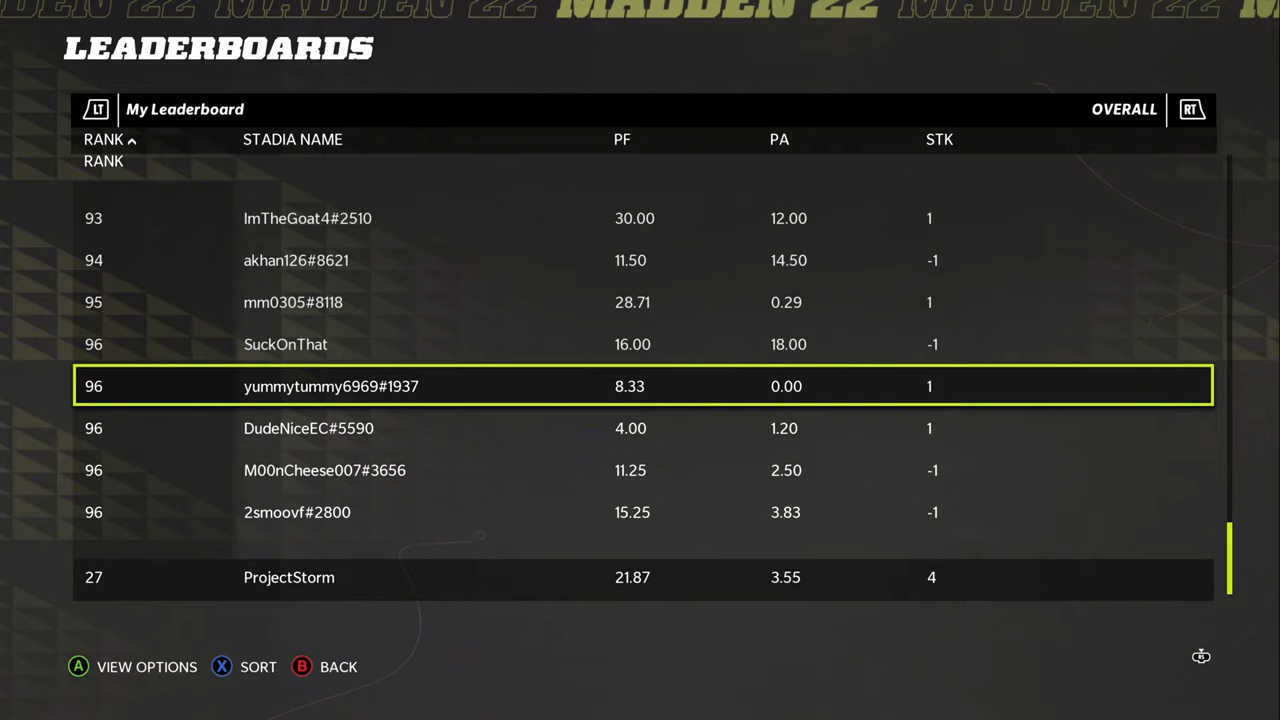 MADDEN 22 MADDEN 22 MADDEN 22
LEADERBOARDS
LT My Leaderboard OVERALL RT
RANK STADIA NAME PF PA STK
RANK
93 ImTheGoat4#2510 30.00 12.00 1
94 akhan126#8621 11.50 14.50 -1
95 mm0305#8118 28.71 0.29 1
96 SuckOnThat 16.00 18.00 -1
96 yummytummy6969#1937 8.33 0.00 1
96 DudeNiceEC#5590 4.00 1.20 1
96 M00nCheese007#3656 11.25 2.50 -1
96 2smoovf#2800 15.25 3.83 -1
27 ProjectStorm 21.87 3.55 4
A VIEW OPTIONS X SORT B BACK